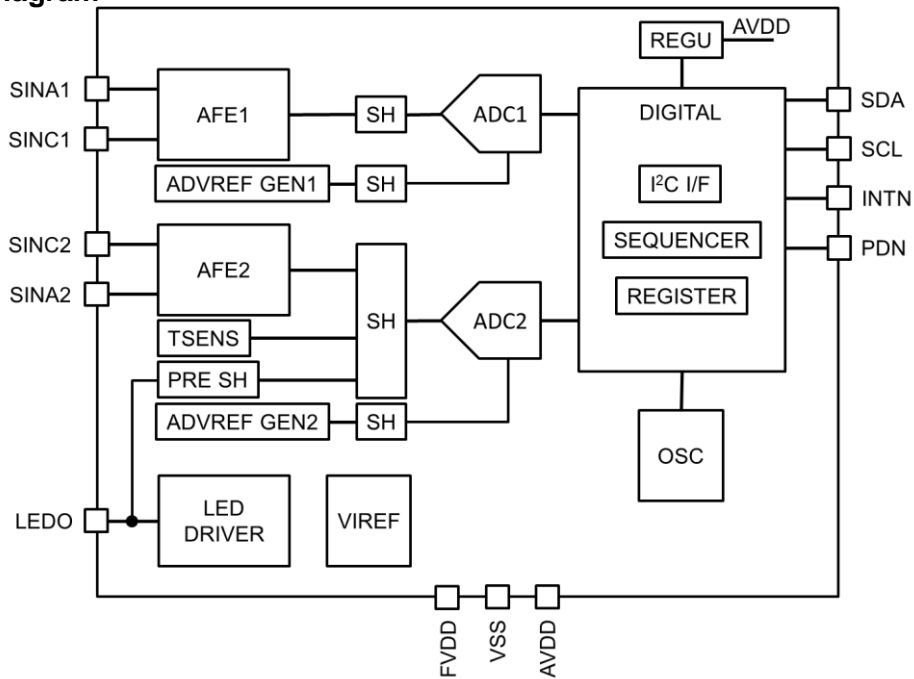 REGU
AVDD
SINA1
AFE1
SH
ADC1
DIGITAL
SDA
SINC1
SCL
ADVREF GEN1
SH
I²C I/F
INTN
SINC2
AFE2
SEQUENCER
PDN
SINA2
SH
ADC2
REGISTER
TSENS
PRE SH
ADVREF GEN2
SH
OSC
LEDO
LED
DRIVER
VIREF
FVDD
VSS
AVDD